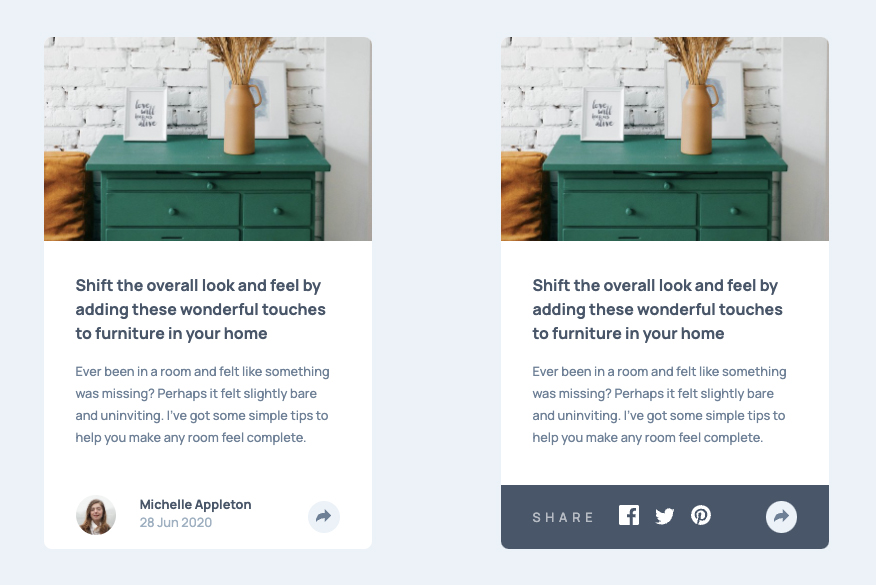 love
will
keep us
alive
Shift the overall look and feel by
adding these wonderful touches
to furniture in your home
Ever been in a room and felt like something
was missing? Perhaps it felt slightly bare
and uninviting. I've got some simple tips to
help you make any room feel complete.
Michelle Appleton
28 Jun 2020
love
will
keep us
alive
Shift the overall look and feel by
adding these wonderful touches
to furniture in your home
Ever been in a room and felt like something
was missing? Perhaps it felt slightly bare
and uninviting. I've got some simple tips to
help you make any room feel complete.
SHARE